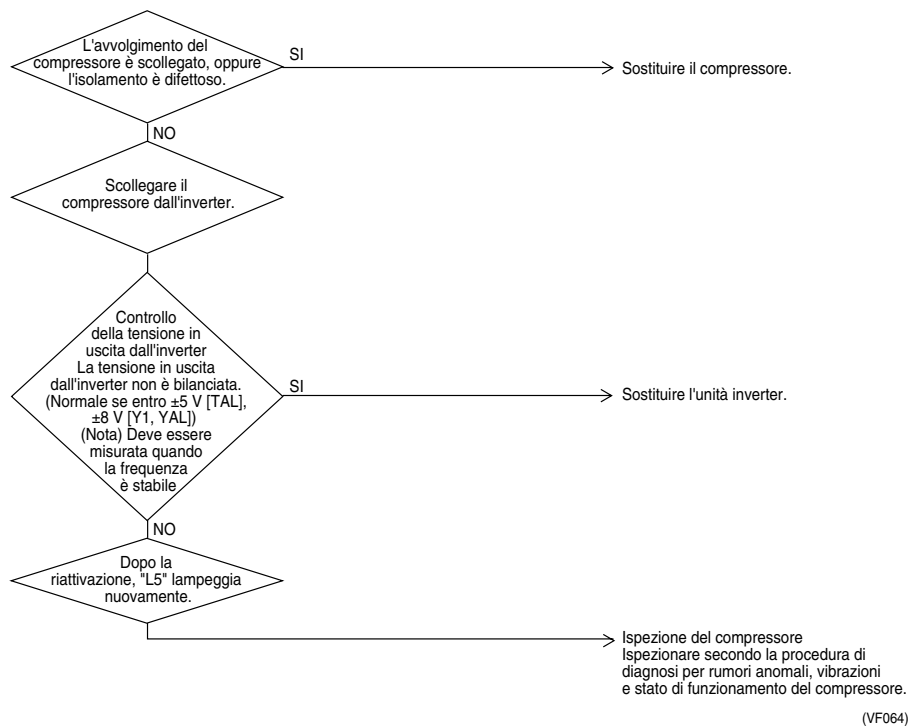 L'avvolgimento del
compressore è scollegato, oppure
l'isolamento è difettoso.
SI
Sostituire il compressore.
NO
Scollegare il
compressore dall'inverter.
Controllo
della tensione in
uscita dall'inverter
La tensione in uscita
dall'inverter non è bilanciata.
(Normale se entro ±5 V [TAL],
±8 V [Y1, YAL])
(Nota) Deve essere
misurata quando
la frequenza
è stabile
SI
Sostituire l'unità inverter.
NO
Dopo la
riattivazione, "L5" lampeggia
nuovamente.
Ispezione del compressore
Ispezionare secondo la procedura di
diagnosi per rumori anomali, vibrazioni
e stato di funzionamento del compressore.
(VF064)